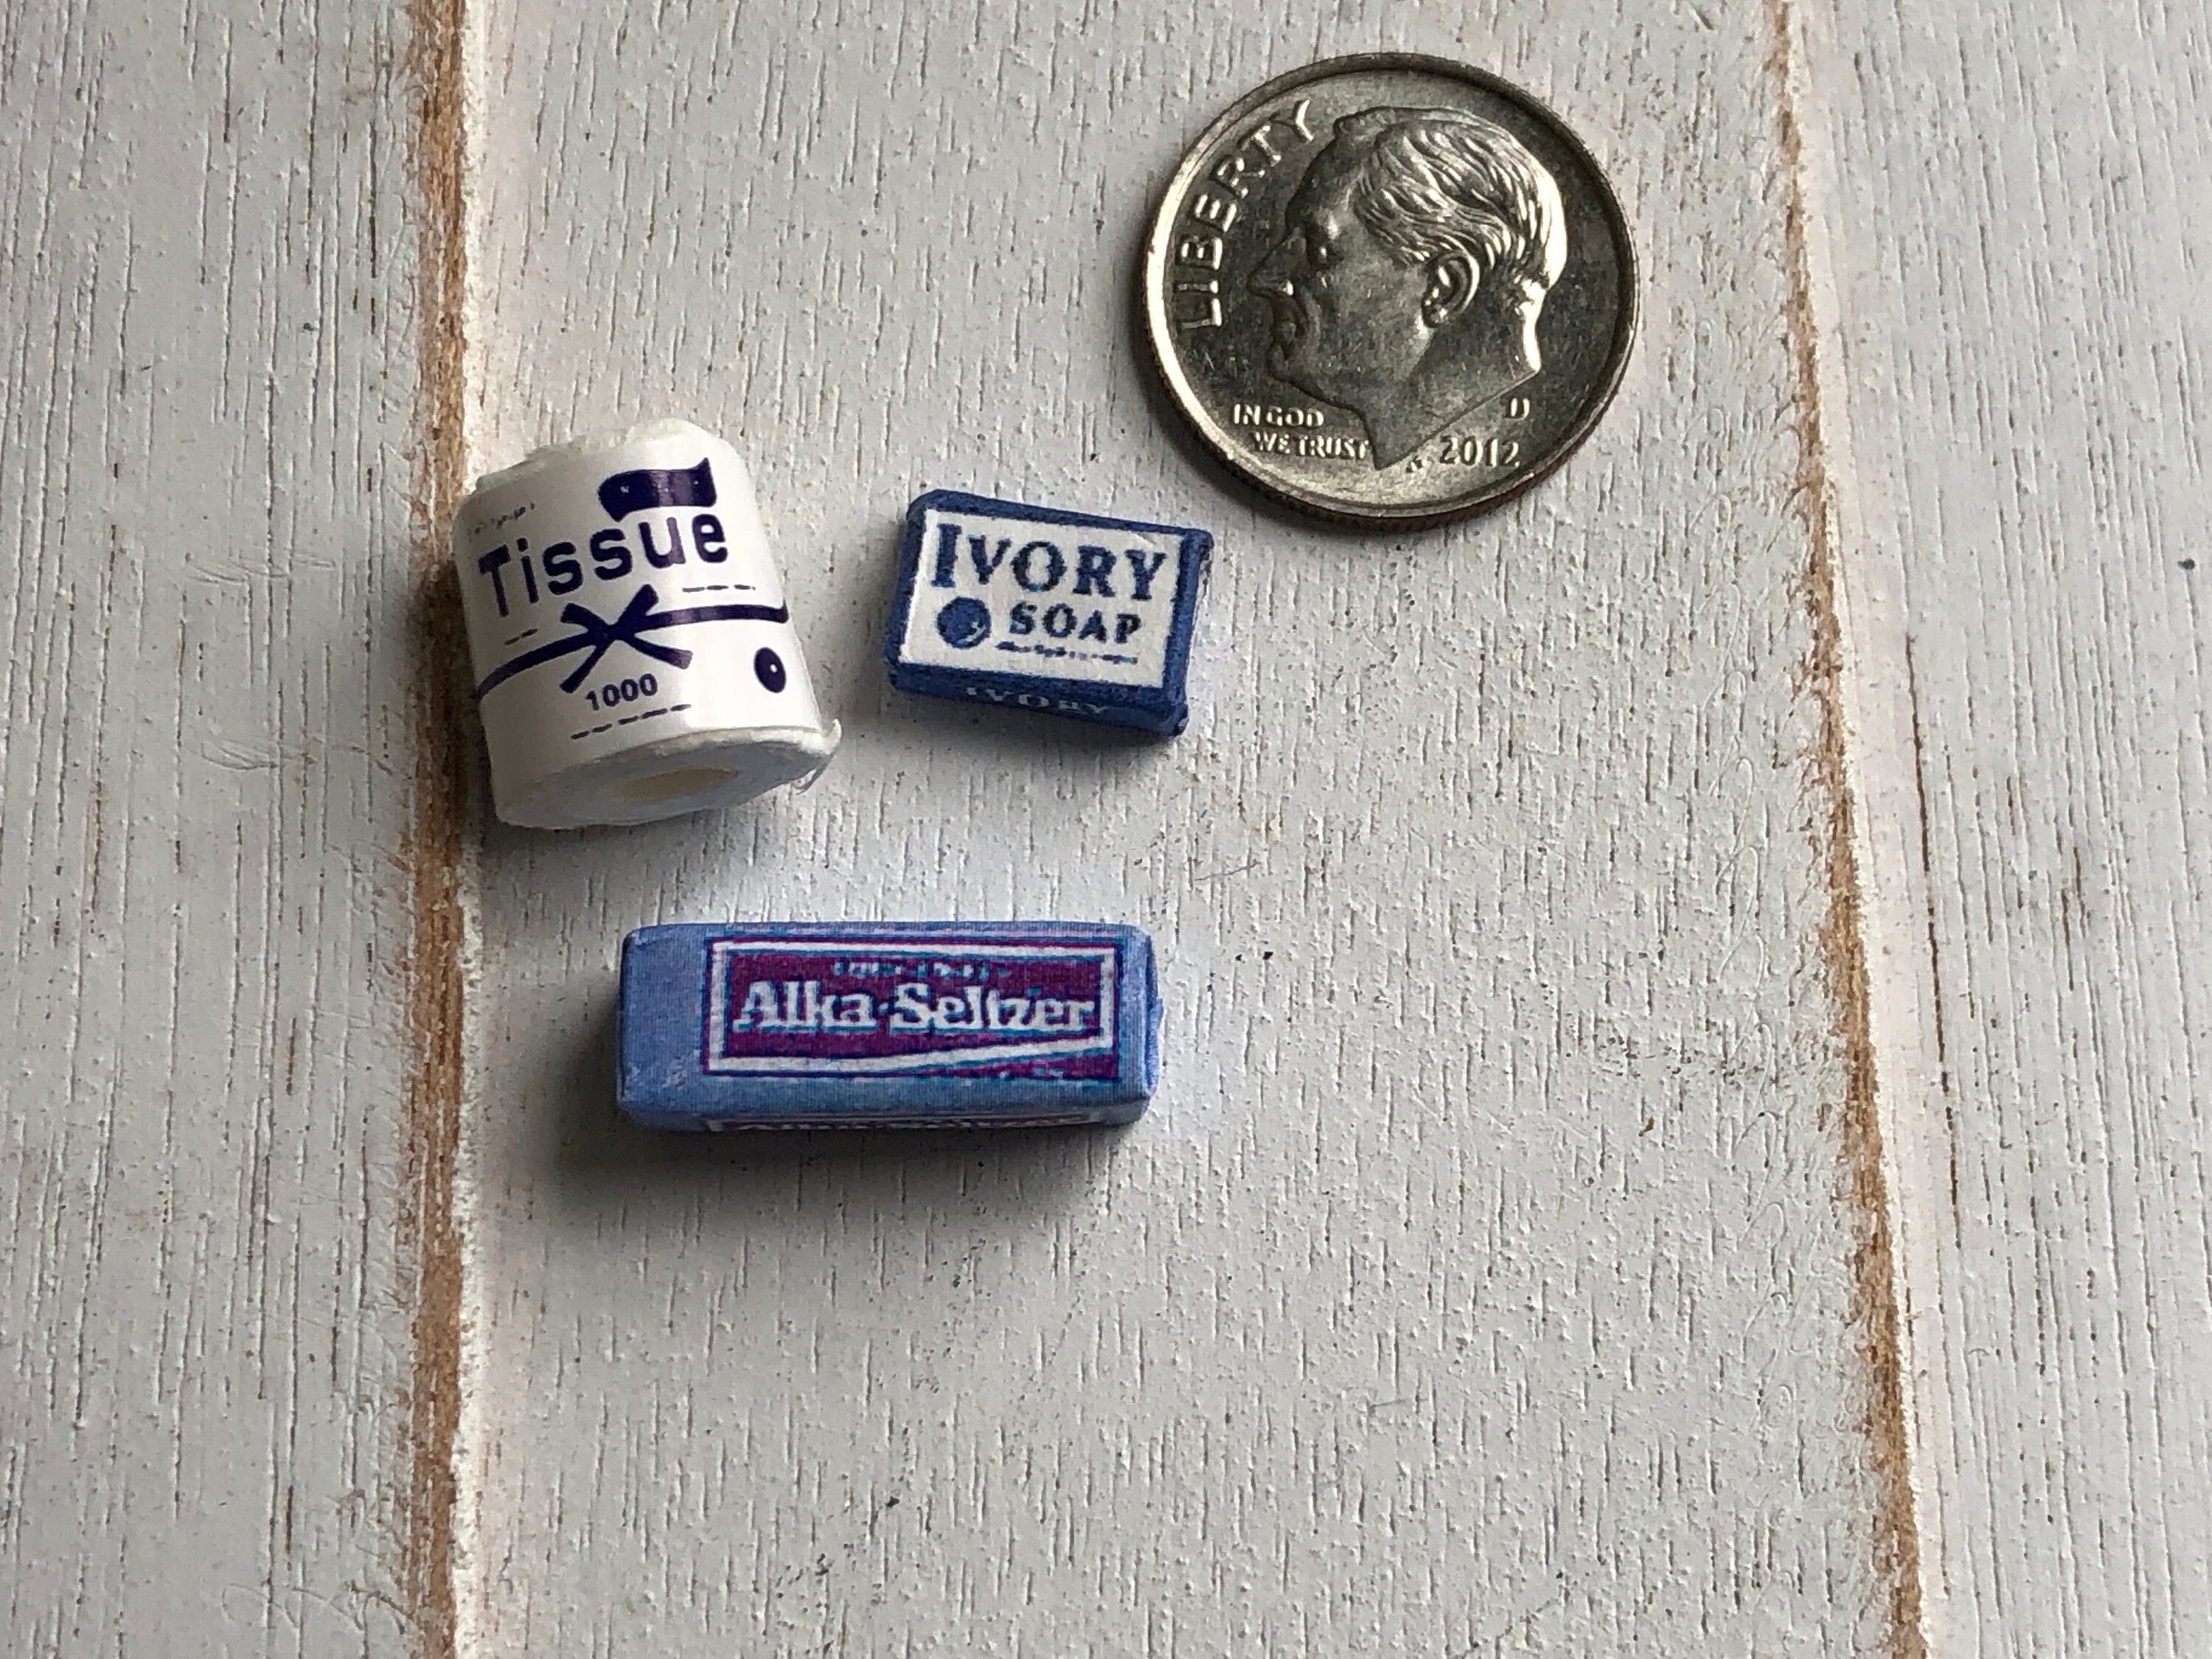 LIBERTY
IN GOD
WE TRUST
D
2012
Tissue
1000
IVORY
SOAP
IVORY
Alka-Seltzer